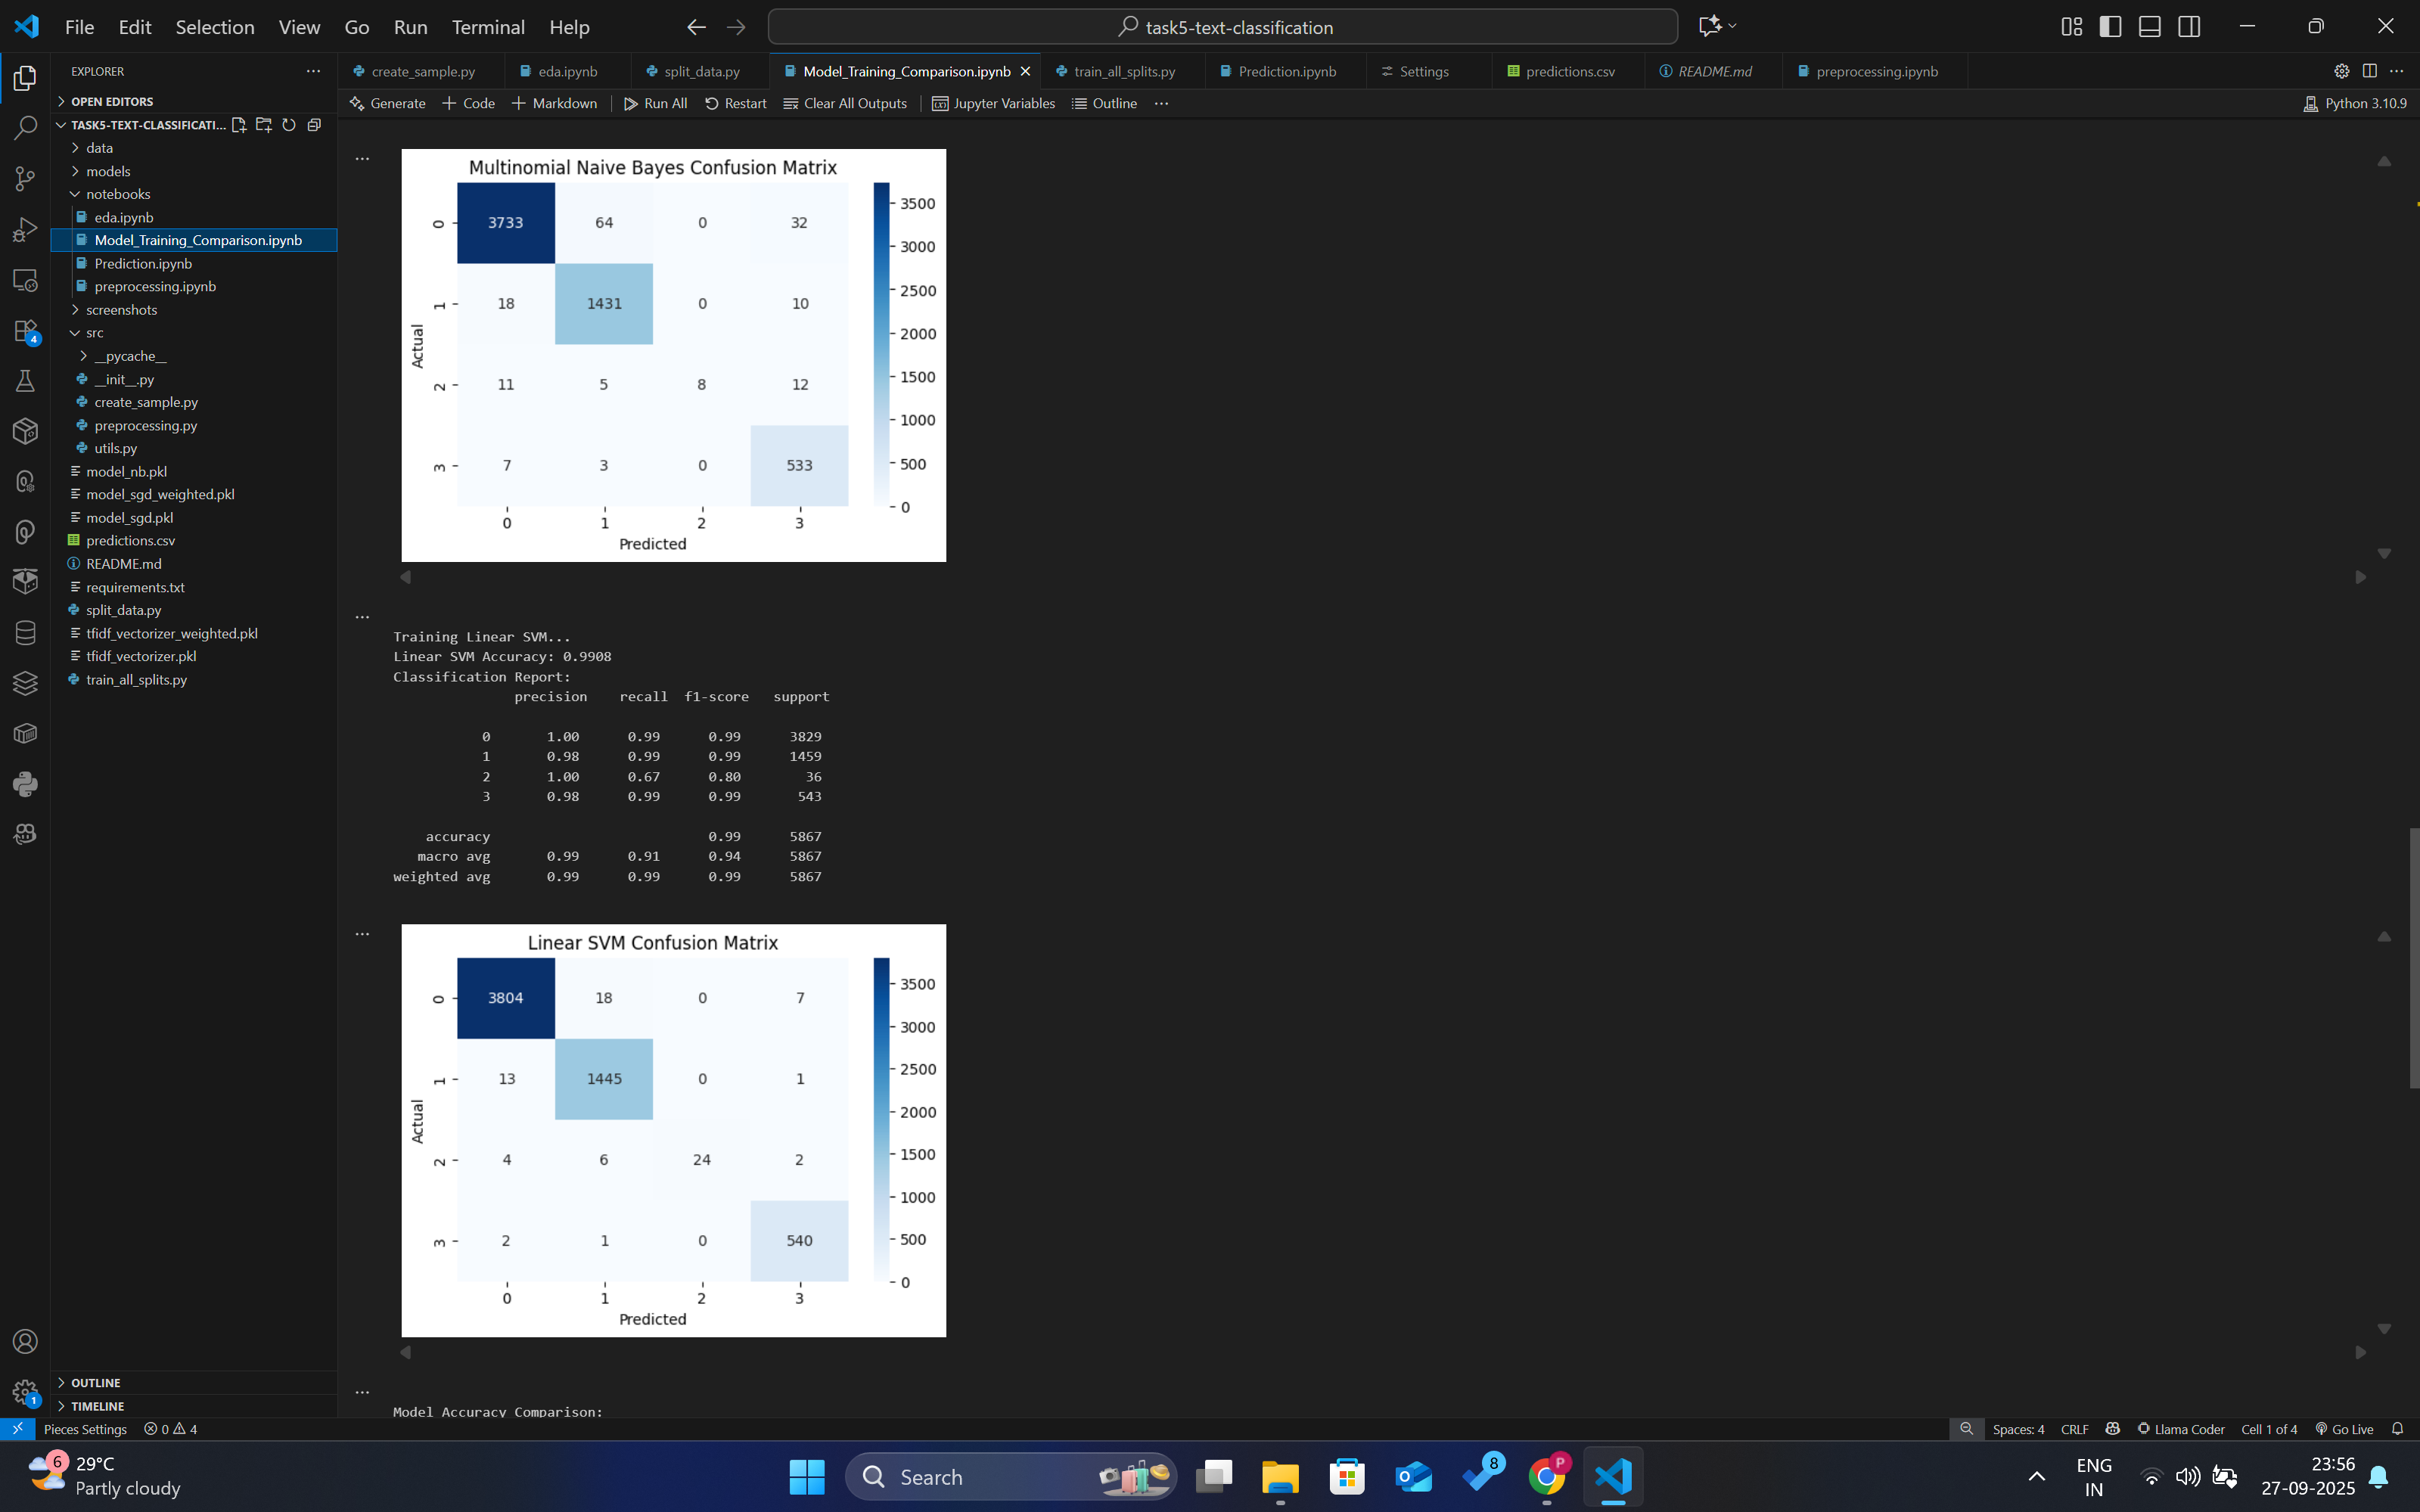 File Edit Selection View Go Run Terminal Help
task5-text-classification
EXPLORER
OPEN EDITORS
TASK5-TEXT-CLASSIFICATI...
data
models
notebooks
eda.ipynb
Model_Training_Comparison.ipynb
Prediction.ipynb
preprocessing.ipynb
screenshots
src
__pycache__
__init__.py
create_sample.py
preprocessing.py
utils.py
model_nb.pkl
model_sgd_weighted.pkl
model_sgd.pkl
predictions.csv
README.md
requirements.txt
split_data.py
tfidf_vectorizer_weighted.pkl
tfidf_vectorizer.pkl
train_all_splits.py
OUTLINE
TIMELINE
4
1
create_sample.py eda.ipynb split_data.py Model_Training_Comparison.ipynb train_all_splits.py Prediction.ipynb Settings predictions.csv README.md preprocessing.ipynb
Generate + Code + Markdown Run All Restart Clear All Outputs Jupyter Variables Outline ...
Python 3.10.9
Multinomial Naive Bayes Confusion Matrix
0 3733 64 0 32
1 18 1431 0 10
2 11 5 8 12
3 7 3 0 533
0 1 2 3
Predicted
Actual
3500
3000
2500
2000
1500
1000
500
0
Training Linear SVM...
Linear SVM Accuracy: 0.9908
Classification Report:
precision recall f1-score support
0 1.00 0.99 0.99 3829
1 0.98 0.99 0.99 1459
2 1.00 0.67 0.80 36
3 0.98 0.99 0.99 543
accuracy 0.99 5867
macro avg 0.99 0.91 0.94 5867
weighted avg 0.99 0.99 0.99 5867
Linear SVM Confusion Matrix
0 3804 18 0 7
1 13 1445 0 1
2 4 6 24 2
3 2 1 0 540
0 1 2 3
Predicted
Actual
3500
3000
2500
2000
1500
1000
500
0
Model Accuracy Comparison:
Pieces Settings 0 4
Spaces: 4 CRLF Llama Coder Cell 1 of 4 Go Live
6
29°C
Partly cloudy
Search
8
P
ENG
IN
23:56
27-09-2025